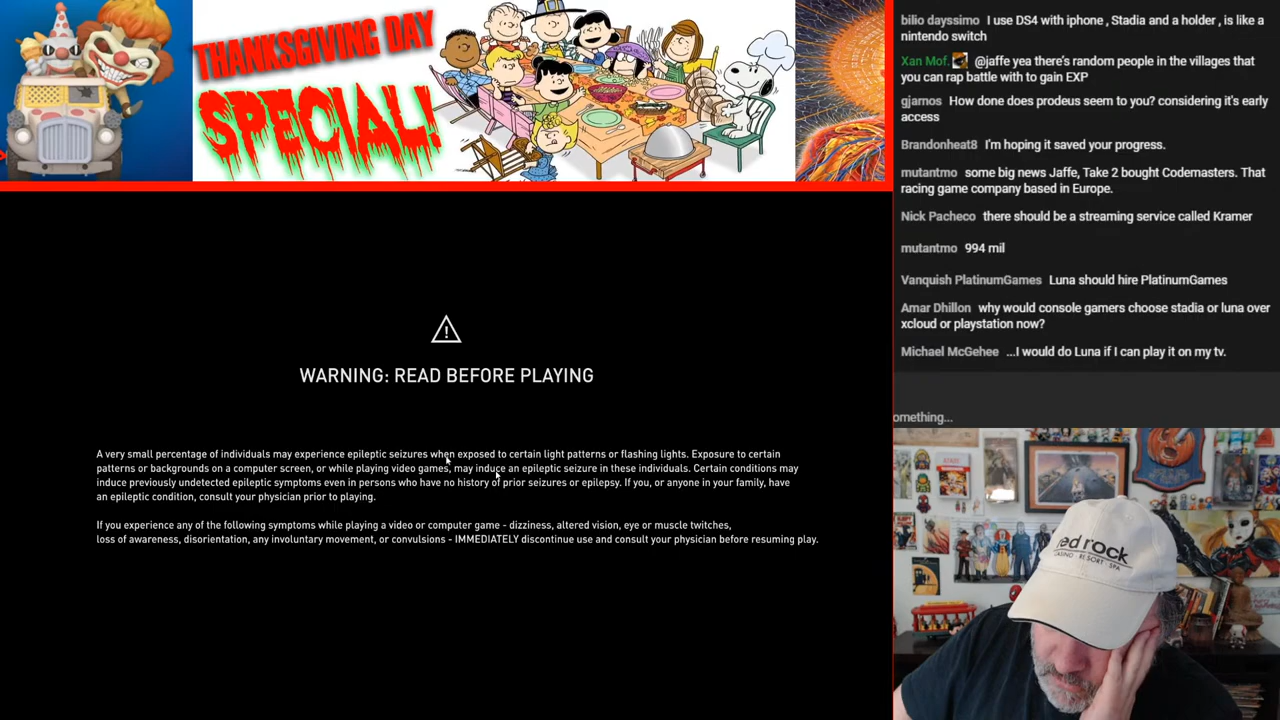 THANKSGIVING DAY
SPECIAL!
WARNING: READ BEFORE PLAYING
A very small percentage of individuals may experience epileptic seizures when exposed to certain light patterns or flashing lights. Exposure to certain
patterns or backgrounds on a computer screen, or while playing video games, may induce an epileptic seizure in these individuals. Certain conditions may
induce previously undetected epileptic symptoms even in persons who have no history of prior seizures or epilepsy. If you, or anyone in your family, have
an epileptic condition, consult your physician prior to playing.
If you experience any of the following symptoms while playing a video or computer game - dizziness, altered vision, eye or muscle twitches,
loss of awareness, disorientation, any involuntary movement, or convulsions - IMMEDIATELY discontinue use and consult your physician before resuming play.
bilio dayssimo I use DS4 with iphone , Stadia and a holder , is like a
nintendo switch
Xan Mof. @jaffe yea there's random people in the villages that
you can rap battle with to gain EXP
gjarnos How done does prodeus seem to you? considering it's early
access
Brandonheat8 I'm hoping it saved your progress.
mutantmo some big news Jaffe, Take 2 bought Codemasters. That
racing game company based in Europe.
Nick Pacheco there should be a streaming service called Kramer
mutantmo 994 mil
Vanquish PlatinumGames Luna should hire PlatinumGames
Amar Dhillon why would console gamers choose stadia or luna over
xcloud or playstation now?
Michael McGehee ...I would do Luna if I can play it on my tv.
omething...
red rock
CASINO · RESORT · SPA